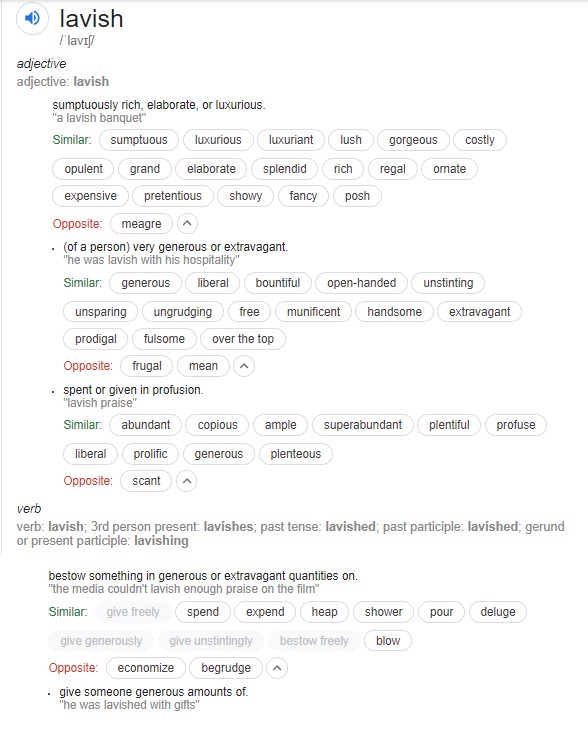 lavish
/ˈlavɪʃ/
adjective
adjective: lavish
sumptuously rich, elaborate, or luxurious.
"a lavish banquet"
Similar: sumptuous luxurious luxuriant lush gorgeous costly
opulent grand elaborate splendid rich regal ornate
expensive pretentious showy fancy posh
Opposite: meagre
• (of a person) very generous or extravagant.
"he was lavish with his hospitality"
Similar: generous liberal bountiful open-handed unstinting
unsparing ungrudging free munificent handsome extravagant
prodigal fulsome over the top
Opposite: frugal mean
• spent or given in profusion.
"lavish praise"
Similar: abundant copious ample superabundant plentiful profuse
liberal prolific generous plenteous
Opposite: scant
verb
verb: lavish; 3rd person present: lavishes; past tense: lavished; past participle: lavished; gerund
or present participle: lavishing
bestow something in generous or extravagant quantities on.
"the media couldn't lavish enough praise on the film"
Similar: give freely spend expend heap shower pour deluge
give generously give unstintingly bestow freely blow
Opposite: economize begrudge
• give someone generous amounts of.
"he was lavished with gifts"